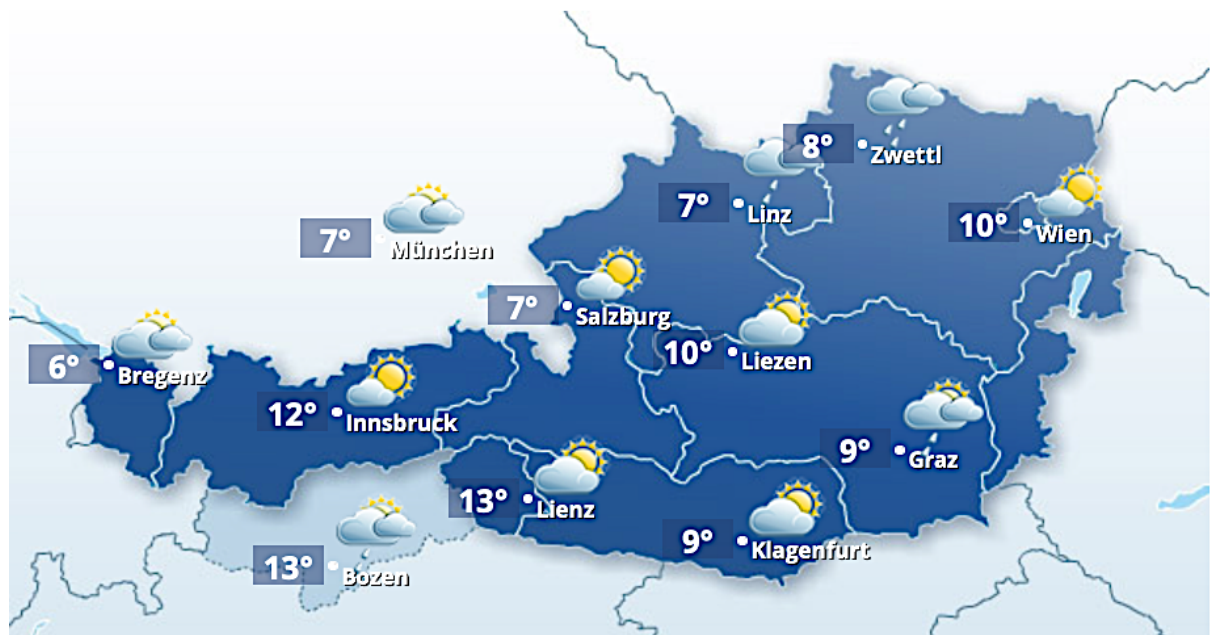 8°
Zwettl
7°
Linz
10°
Wien
7°
München
7°
Salzburg
10°
Liezen
6°
Bregenz
12°
Innsbruck
9°
Graz
13°
Lienz
9°
Klagenfurt
13°
Bozen